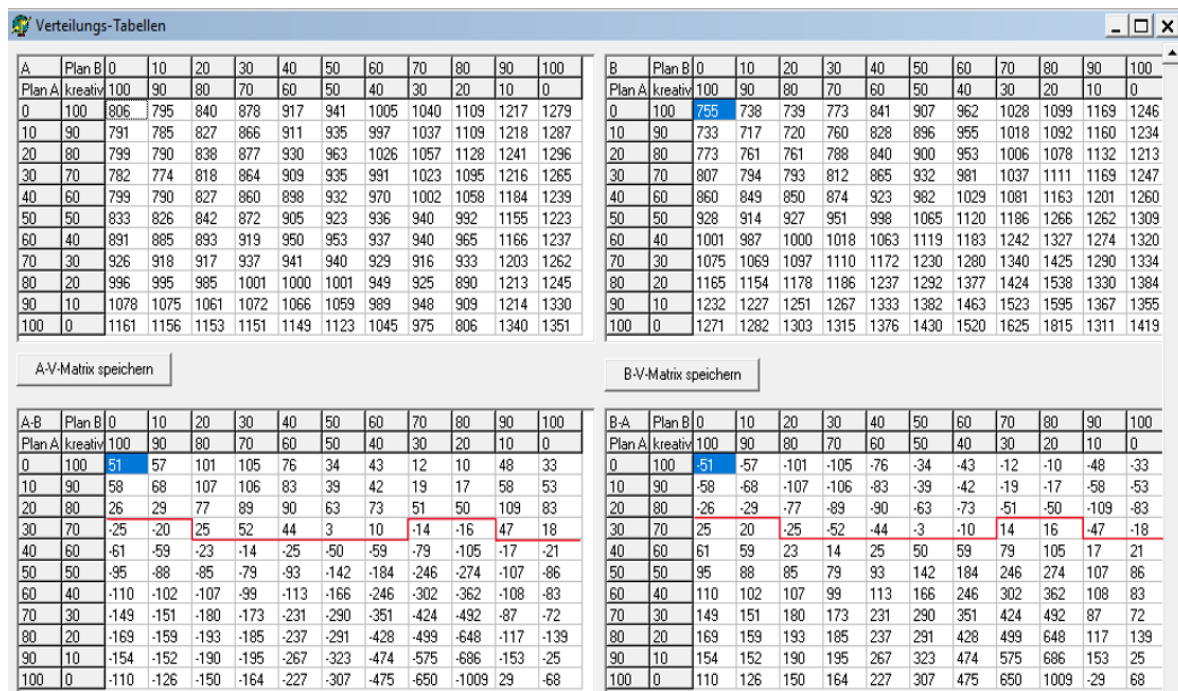 Verteilungs-Tabellen
A Plan B 0 10 20 30 40 50 60 70 80 90 100
Plan A kreativ 100 90 80 70 60 50 40 30 20 10 0
0 100 806 795 840 878 917 941 1005 1040 1109 1217 1279
10 90 791 785 827 866 911 935 997 1037 1109 1218 1287
20 80 799 790 838 877 930 963 1026 1057 1128 1241 1296
30 70 782 774 818 864 909 935 991 1023 1095 1216 1265
40 60 799 790 827 860 898 932 970 1002 1058 1184 1239
50 50 833 826 842 872 905 923 936 940 992 1155 1223
60 40 891 885 893 919 950 953 937 940 965 1166 1237
70 30 926 918 917 937 941 940 929 916 933 1203 1262
80 20 996 995 985 1001 1000 1001 949 925 890 1213 1245
90 10 1078 1075 1061 1072 1066 1059 989 948 909 1214 1330
100 0 1161 1156 1153 1151 1149 1123 1045 975 806 1340 1351
A-V-Matrix speichern
B Plan B 0 10 20 30 40 50 60 70 80 90 100
Plan A kreativ 100 90 80 70 60 50 40 30 20 10 0
0 100 755 738 739 773 841 907 962 1028 1099 1169 1246
10 90 733 717 720 760 828 896 955 1018 1092 1160 1234
20 80 773 761 761 788 840 900 953 1006 1078 1132 1213
30 70 807 794 793 812 865 932 981 1037 1111 1169 1247
40 60 860 849 850 874 923 982 1029 1081 1163 1201 1260
50 50 928 914 927 951 998 1065 1120 1186 1266 1262 1309
60 40 1001 987 1000 1018 1063 1119 1183 1242 1327 1274 1320
70 30 1075 1069 1097 1110 1172 1230 1280 1340 1425 1290 1334
80 20 1165 1154 1178 1186 1237 1292 1377 1424 1538 1330 1384
90 10 1232 1227 1251 1267 1333 1382 1463 1523 1595 1367 1355
100 0 1271 1282 1303 1315 1376 1430 1520 1625 1815 1311 1419
B-V-Matrix speichern
A-B Plan B 0 10 20 30 40 50 60 70 80 90 100
Plan A kreativ 100 90 80 70 60 50 40 30 20 10 0
0 100 51 57 101 105 76 34 43 12 10 48 33
10 90 58 68 107 106 83 39 42 19 17 58 53
20 80 26 29 77 89 90 63 73 51 50 109 83
30 70 -25 -20 25 52 44 3 10 -14 -16 47 18
40 60 -61 -59 -23 -14 -25 -50 -59 -79 -105 -17 -21
50 50 -95 -88 -85 -79 -93 -142 -184 -246 -274 -107 -86
60 40 -110 -102 -107 -99 -113 -166 -246 -302 -362 -108 -83
70 30 -149 -151 -180 -173 -231 -290 -351 -424 -492 -87 -72
80 20 -169 -159 -193 -185 -237 -291 -428 -499 -648 -117 -139
90 10 -154 -152 -190 -195 -267 -323 -474 -575 -686 -153 -25
100 0 -110 -126 -150 -164 -227 -307 -475 -650 -1009 29 -68
B-A Plan B 0 10 20 30 40 50 60 70 80 90 100
Plan A kreativ 100 90 80 70 60 50 40 30 20 10 0
0 100 -51 -57 -101 -105 -76 -34 -43 -12 -10 -48 -33
10 90 -58 -68 -107 -106 -83 -39 -42 -19 -17 -58 -53
20 80 -26 -29 -77 -89 -90 -63 -73 -51 -50 -109 -83
30 70 25 20 -25 -52 -44 -3 -10 14 16 -47 -18
40 60 61 59 23 14 25 50 59 79 105 17 21
50 50 95 88 85 79 93 142 184 246 274 107 86
60 40 110 102 107 99 113 166 246 302 362 108 83
70 30 149 151 180 173 231 290 351 424 492 87 72
80 20 169 159 193 185 237 291 428 499 648 117 139
90 10 154 152 190 195 267 323 474 575 686 153 25
100 0 110 126 150 164 227 307 475 650 1009 -29 68